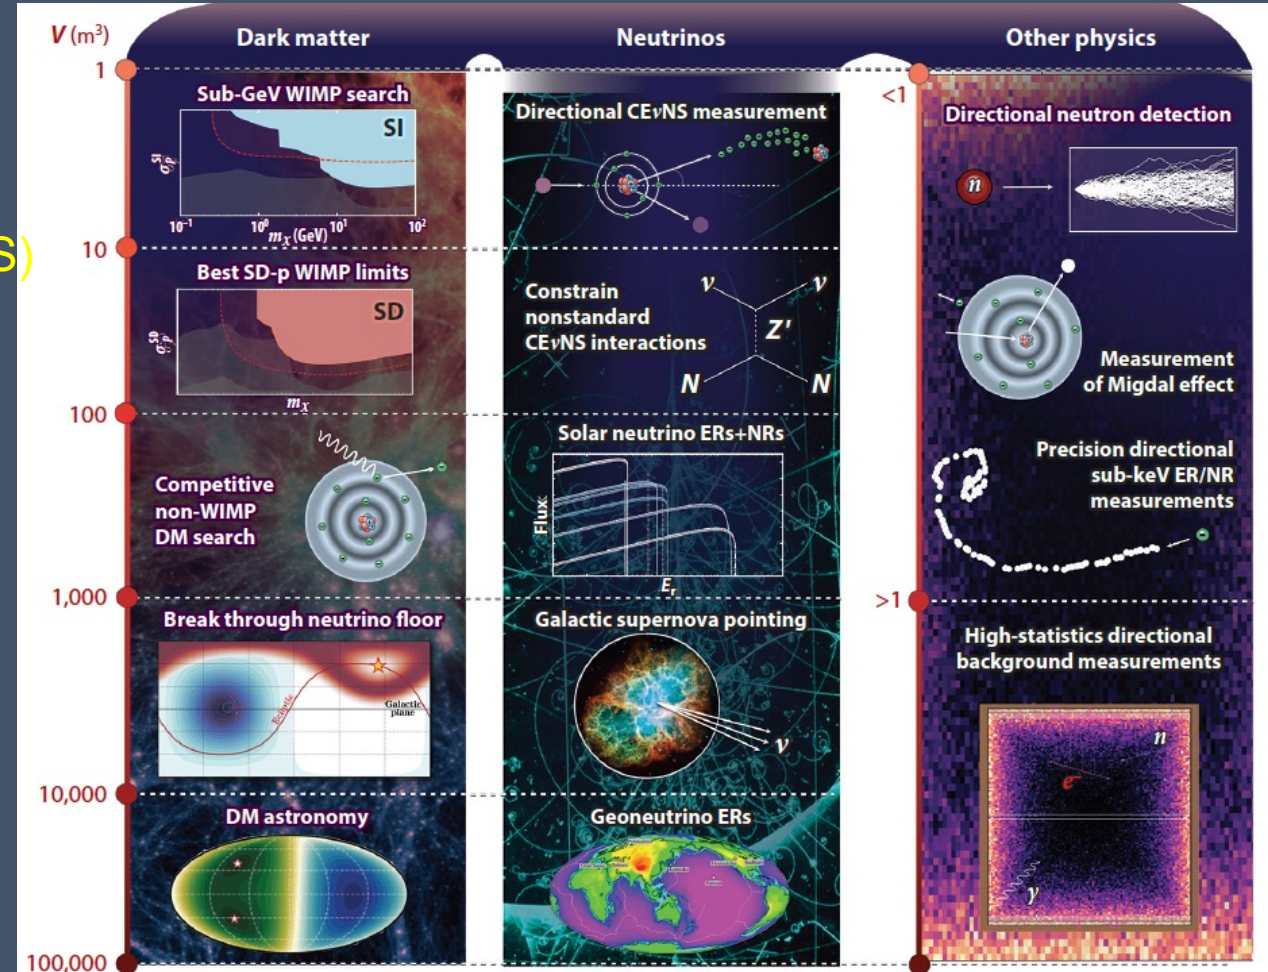 V (m³)
Dark matter
Neutrinos
Other physics
1
Sub-GeV WIMP search
SI
σ_p^SI
10⁻¹
10⁰
10¹
10²
m_χ (GeV)
S)
10
Best SD-p WIMP limits
SD
σ_p^SD
m_χ
100
Competitive
non-WIMP
DM search
1,000
Break through neutrino floor
Ecliptic
Galactic
plane
10,000
DM astronomy
100,000
Directional CEνNS measurement
Constrain
nonstandard
CEνNS interactions
ν
ν
Z′
N
N
Solar neutrino ERs+NRs
Flux
E_r
Galactic supernova pointing
ν
Geoneutrino ERs
<1
Directional neutron detection
n
Measurement
of Migdal effect
Precision directional
sub-keV ER/NR
measurements
>1
High-statistics directional
background measurements
n
e⁻
γ